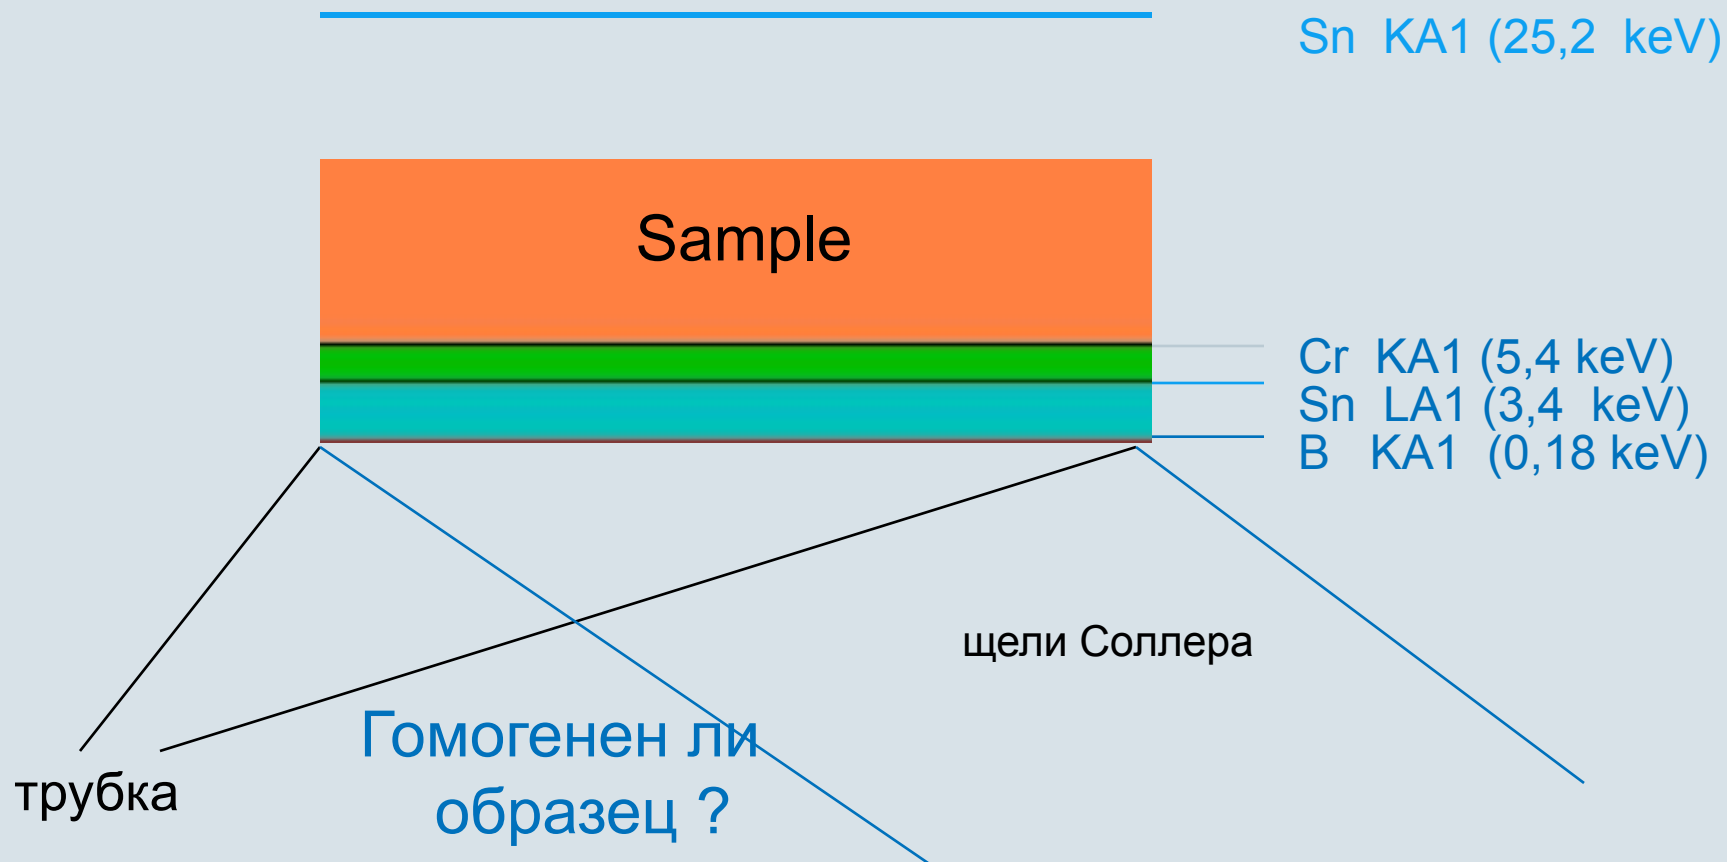 Sn KA1 (25,2 keV)
Sample
Cr KA1 (5,4 keV)
Sn LA1 (3,4 keV)
B KA1 (0,18 keV)
щели Соллера
Гомогенен ли
образец ?
трубка